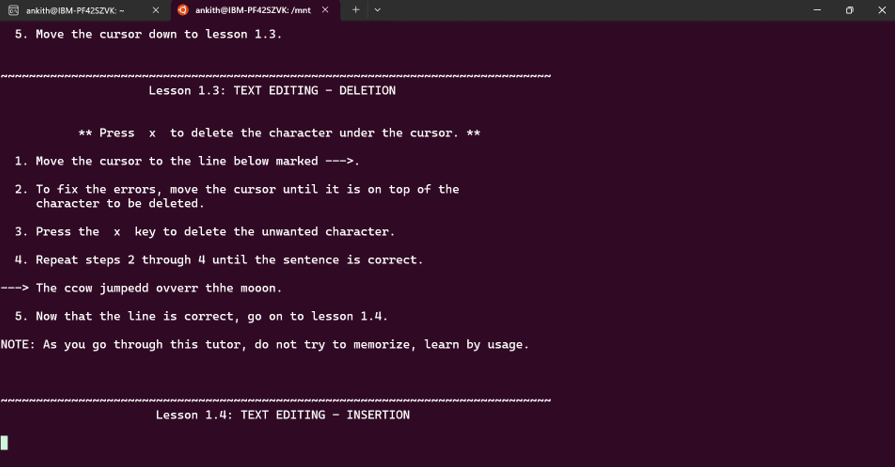 ankith@IBM-PF42SZVK: ~
ankith@IBM-PF42SZVK: /mnt
5. Move the cursor down to lesson 1.3.
~~~~~~~~~~~~~~~~~~~~~~~~~~~~~~~~~~~~~~~~~~~~~~~~~~~~~~~~~~~~~~~~~~~~~~~~~~~~~~
Lesson 1.3: TEXT EDITING - DELETION
** Press  x  to delete the character under the cursor. **
1. Move the cursor to the line below marked --->.
2. To fix the errors, move the cursor until it is on top of the
character to be deleted.
3. Press the  x  key to delete the unwanted character.
4. Repeat steps 2 through 4 until the sentence is correct.
---> The ccow jumpedd ovverr thhe mooon.
5. Now that the line is correct, go on to lesson 1.4.
NOTE: As you go through this tutor, do not try to memorize, learn by usage.
~~~~~~~~~~~~~~~~~~~~~~~~~~~~~~~~~~~~~~~~~~~~~~~~~~~~~~~~~~~~~~~~~~~~~~~~~~~~~~
Lesson 1.4: TEXT EDITING - INSERTION